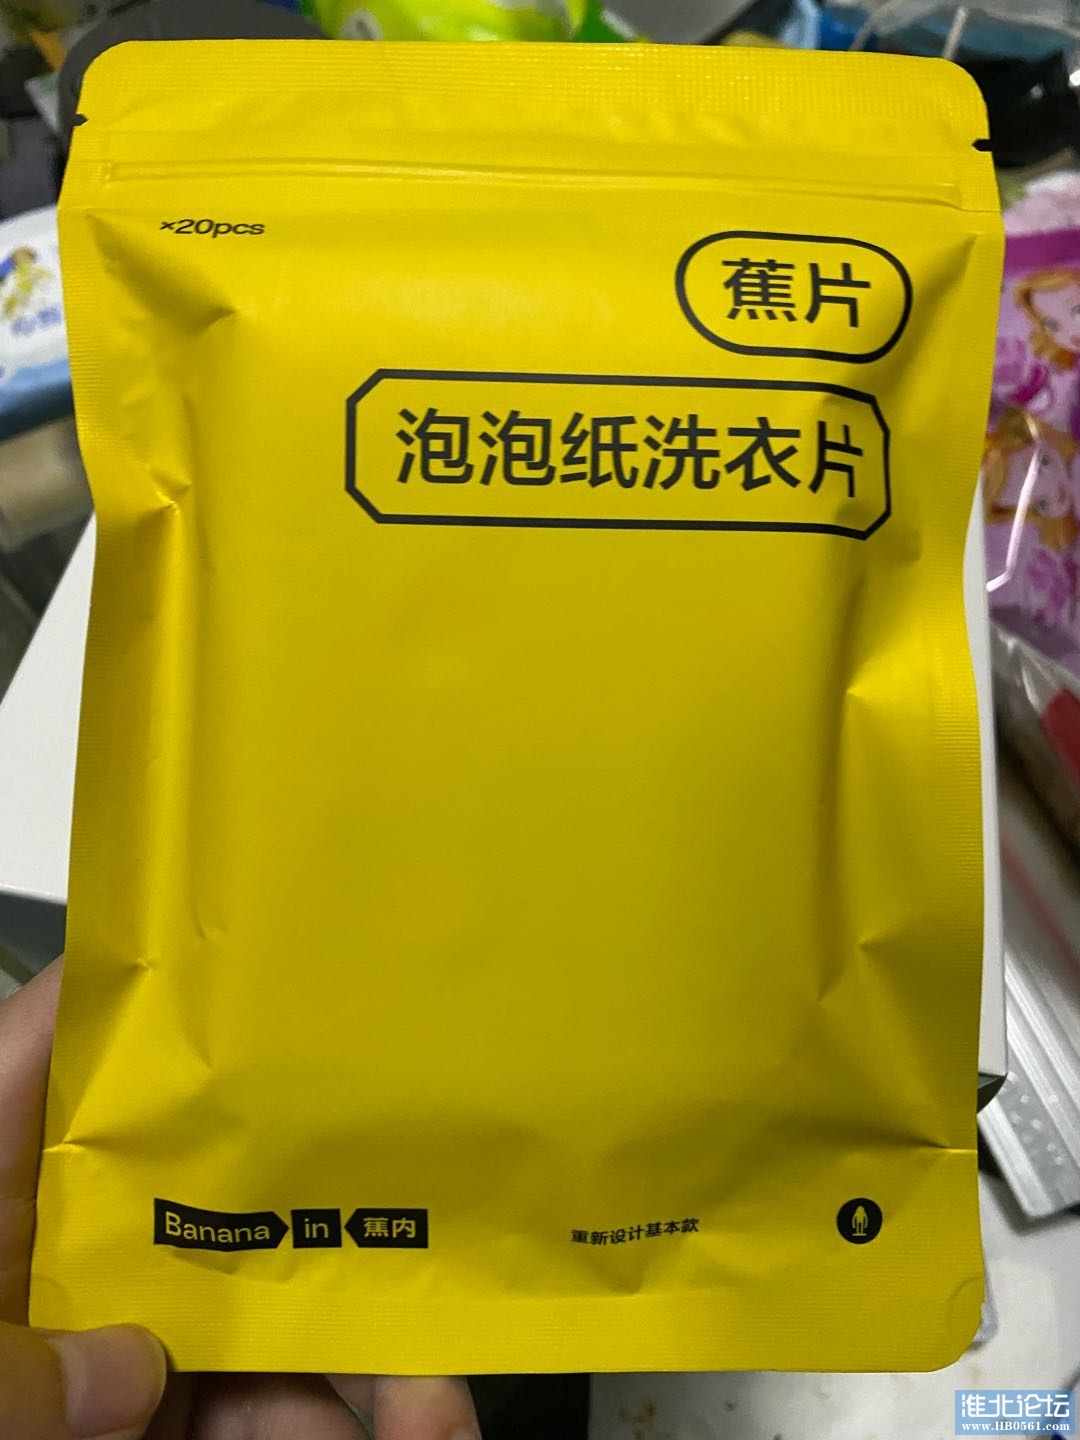 ×20pcs
蕉片
泡泡纸洗衣片
Banana in 蕉内
重新设计基本款
淮北论坛
www.HB0561.com